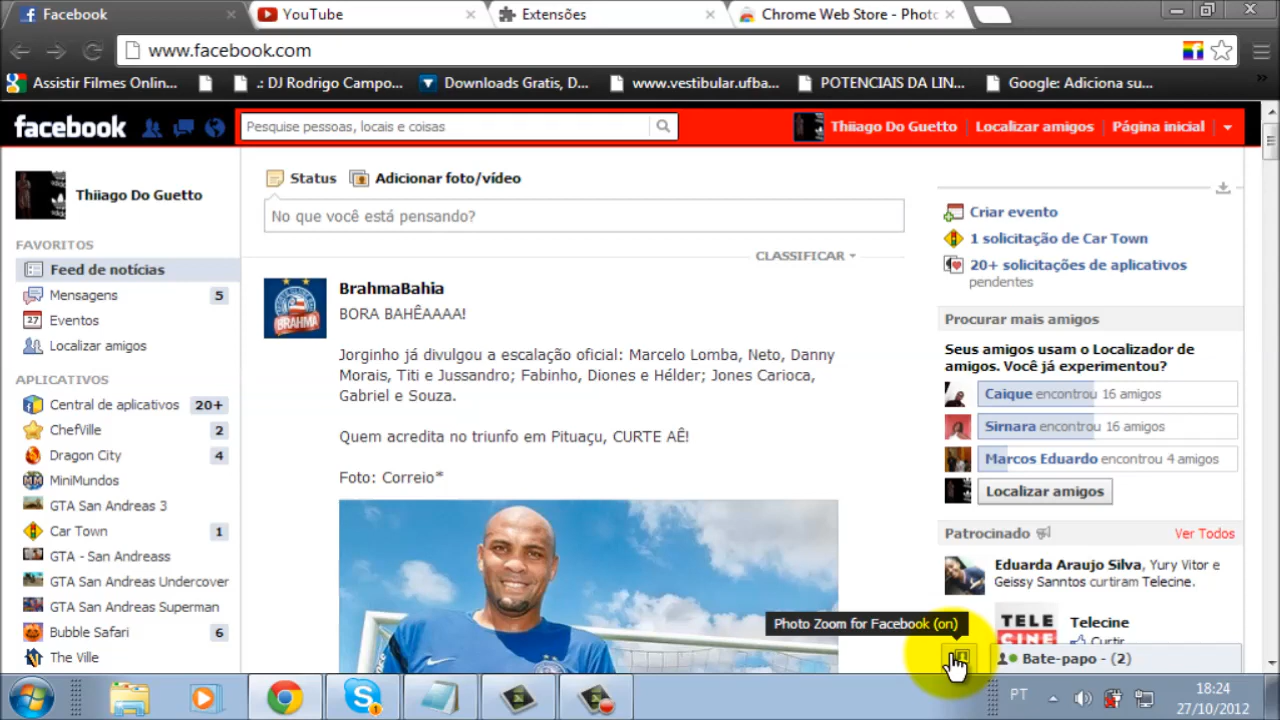 Facebook
YouTube
Extensões
Chrome Web Store - Photo
www.facebook.com
Assistir Filmes Online...
.: DJ Rodrigo Campo...
Downloads Gratis, D...
www.vestibular.ufba...
POTENCIAIS DA LIN...
Google: Adiciona su...
facebook
Pesquise pessoas, locais e coisas
Thiiago Do Guetto
Localizar amigos
Página inicial
Thiiago Do Guetto
FAVORITOS
Feed de notícias
Mensagens 5
27 Eventos
Localizar amigos
APLICATIVOS
Central de aplicativos 20+
ChefVille 2
Dragon City 4
MiniMundos
GTA San Andreas 3
Car Town 1
GTA - San Andreass
GTA San Andreas Undercover
GTA San Andreas Superman
Bubble Safari 6
The Ville
Status
Adicionar foto/vídeo
No que você está pensando?
CLASSIFICAR
BRAHMA
BrahmaBahia
BORA BAHÊAAAA!
Jorginho já divulgou a escalação oficial: Marcelo Lomba, Neto, Danny
Morais, Titi e Jussandro; Fabinho, Diones e Hélder; Jones Carioca,
Gabriel e Souza.
Quem acredita no triunfo em Pituaçu, CURTE AÊ!
Foto: Correio*
Criar evento
1 solicitação de Car Town
20+ solicitações de aplicativos
pendentes
Procurar mais amigos
Seus amigos usam o Localizador de
amigos. Você já experimentou?
Caique encontrou 16 amigos
Sirnara encontrou 16 amigos
Marcos Eduardo encontrou 4 amigos
Localizar amigos
Patrocinado
Ver Todos
Eduarda Araujo Silva, Yury Vitor e
Geissy Sanntos curtiram Telecine.
TELE
CINE
Telecine
Curtir
Photo Zoom for Facebook (on)
Bate-papo - (2)
PT
18:24
27/10/2012